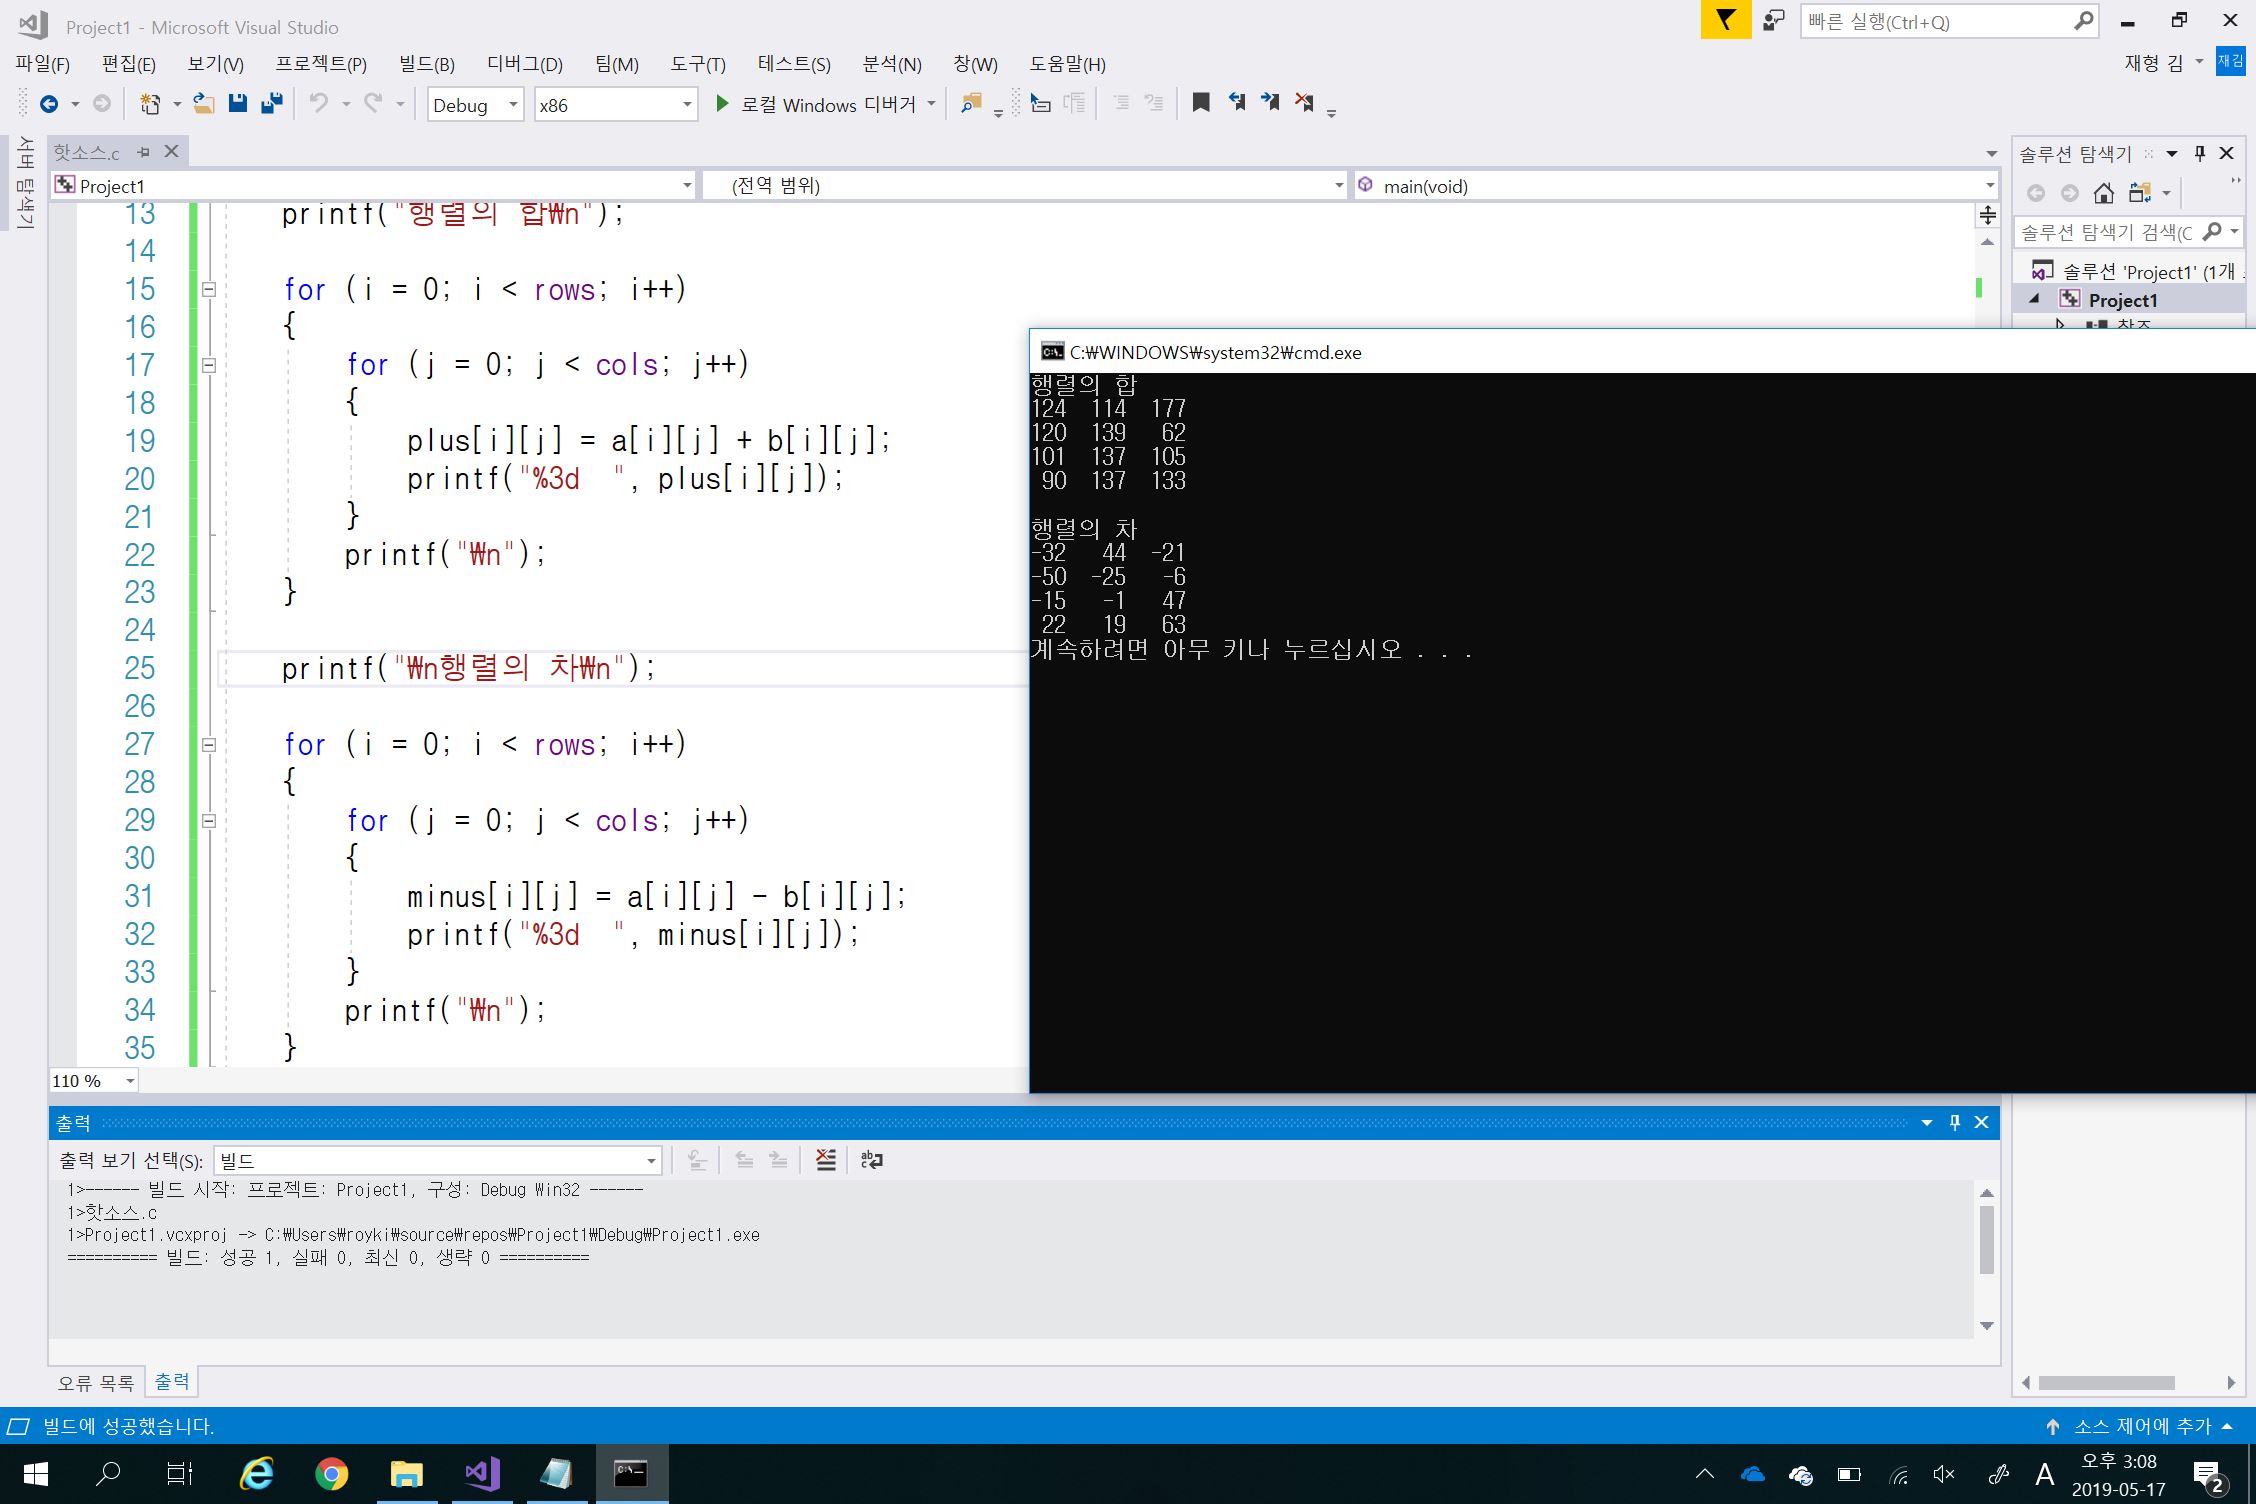 Project1 - Microsoft Visual Studio
빠른 실행(Ctrl+Q)
파일(F) 편집(E) 보기(V) 프로젝트(P) 빌드(B) 디버그(D) 팀(M) 도구(T) 테스트(S) 분석(N) 창(W) 도움말(H)
재형 김 재김
Debug x86 로컬 Windows 디버거
서버 탐색기
핫소스.c
Project1 (전역 범위) main(void)
13 printf("행렬의 합₩n");
14
15 for (i = 0; i < rows; i++)
16 {
17 for (j = 0; j < cols; j++)
18 {
19 plus[i][j] = a[i][j] + b[i][j];
20 printf("%3d  ", plus[i][j]);
21 }
22 printf("₩n");
23 }
24
25 printf("₩n행렬의 차₩n");
26
27 for (i = 0; i < rows; i++)
28 {
29 for (j = 0; j < cols; j++)
30 {
31 minus[i][j] = a[i][j] - b[i][j];
32 printf("%3d  ", minus[i][j]);
33 }
34 printf("₩n");
35 }
110 %
솔루션 탐색기
솔루션 탐색기 검색(C
솔루션 'Project1' (1개
Project1
참조
C:₩WINDOWS₩system32₩cmd.exe
행렬의 합
124 114 177
120 139 62
101 137 105
90 137 133
행렬의 차
-32 44 -21
-50 -25 -6
-15 -1 47
22 19 63
계속하려면 아무 키나 누르십시오 . . .
출력
출력 보기 선택(S): 빌드
1>------ 빌드 시작: 프로젝트: Project1, 구성: Debug Win32 ------
1>핫소스.c
1>Project1.vcxproj -> C:₩Users₩royki₩source₩repos₩Project1₩Debug₩Project1.exe
========== 빌드: 성공 1, 실패 0, 최신 0, 생략 0 ==========
오류 목록 출력
빌드에 성공했습니다.
소스 제어에 추가
A
오후 3:08
2019-05-17
2